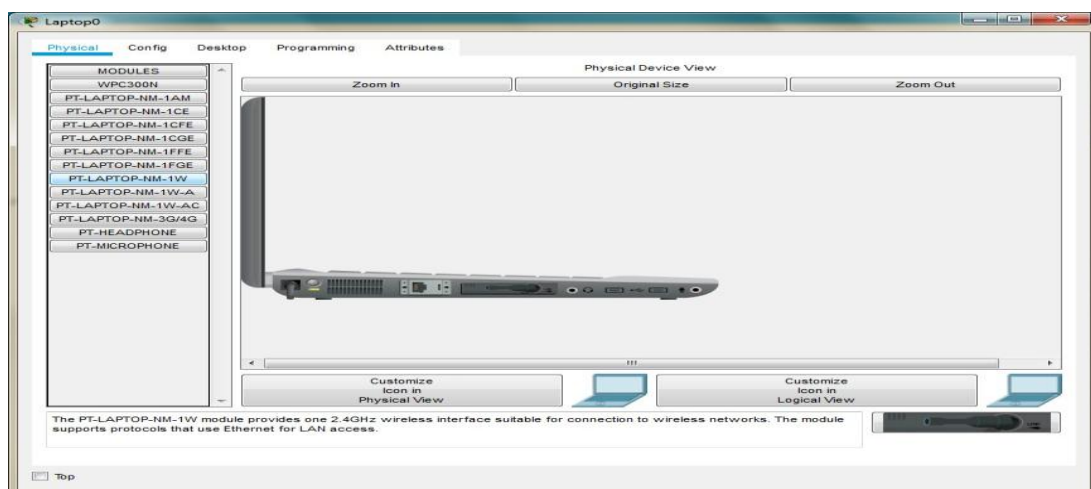 Laptop0
Physical Config Desktop Programming Attributes
MODULES
WPC300N
PT-LAPTOP-NM-1AM
PT-LAPTOP-NM-1CE
PT-LAPTOP-NM-1CFE
PT-LAPTOP-NM-1CGE
PT-LAPTOP-NM-1FFE
PT-LAPTOP-NM-1FGE
PT-LAPTOP-NM-1W
PT-LAPTOP-NM-1W-A
PT-LAPTOP-NM-1W-AC
PT-LAPTOP-NM-3G/4G
PT-HEADPHONE
PT-MICROPHONE
Physical Device View
Zoom In Original Size Zoom Out
Customize
Icon in
Physical View
Customize
Icon in
Logical View
The PT-LAPTOP-NM-1W module provides one 2.4GHz wireless interface suitable for connection to wireless networks. The module
supports protocols that use Ethernet for LAN access.
Top